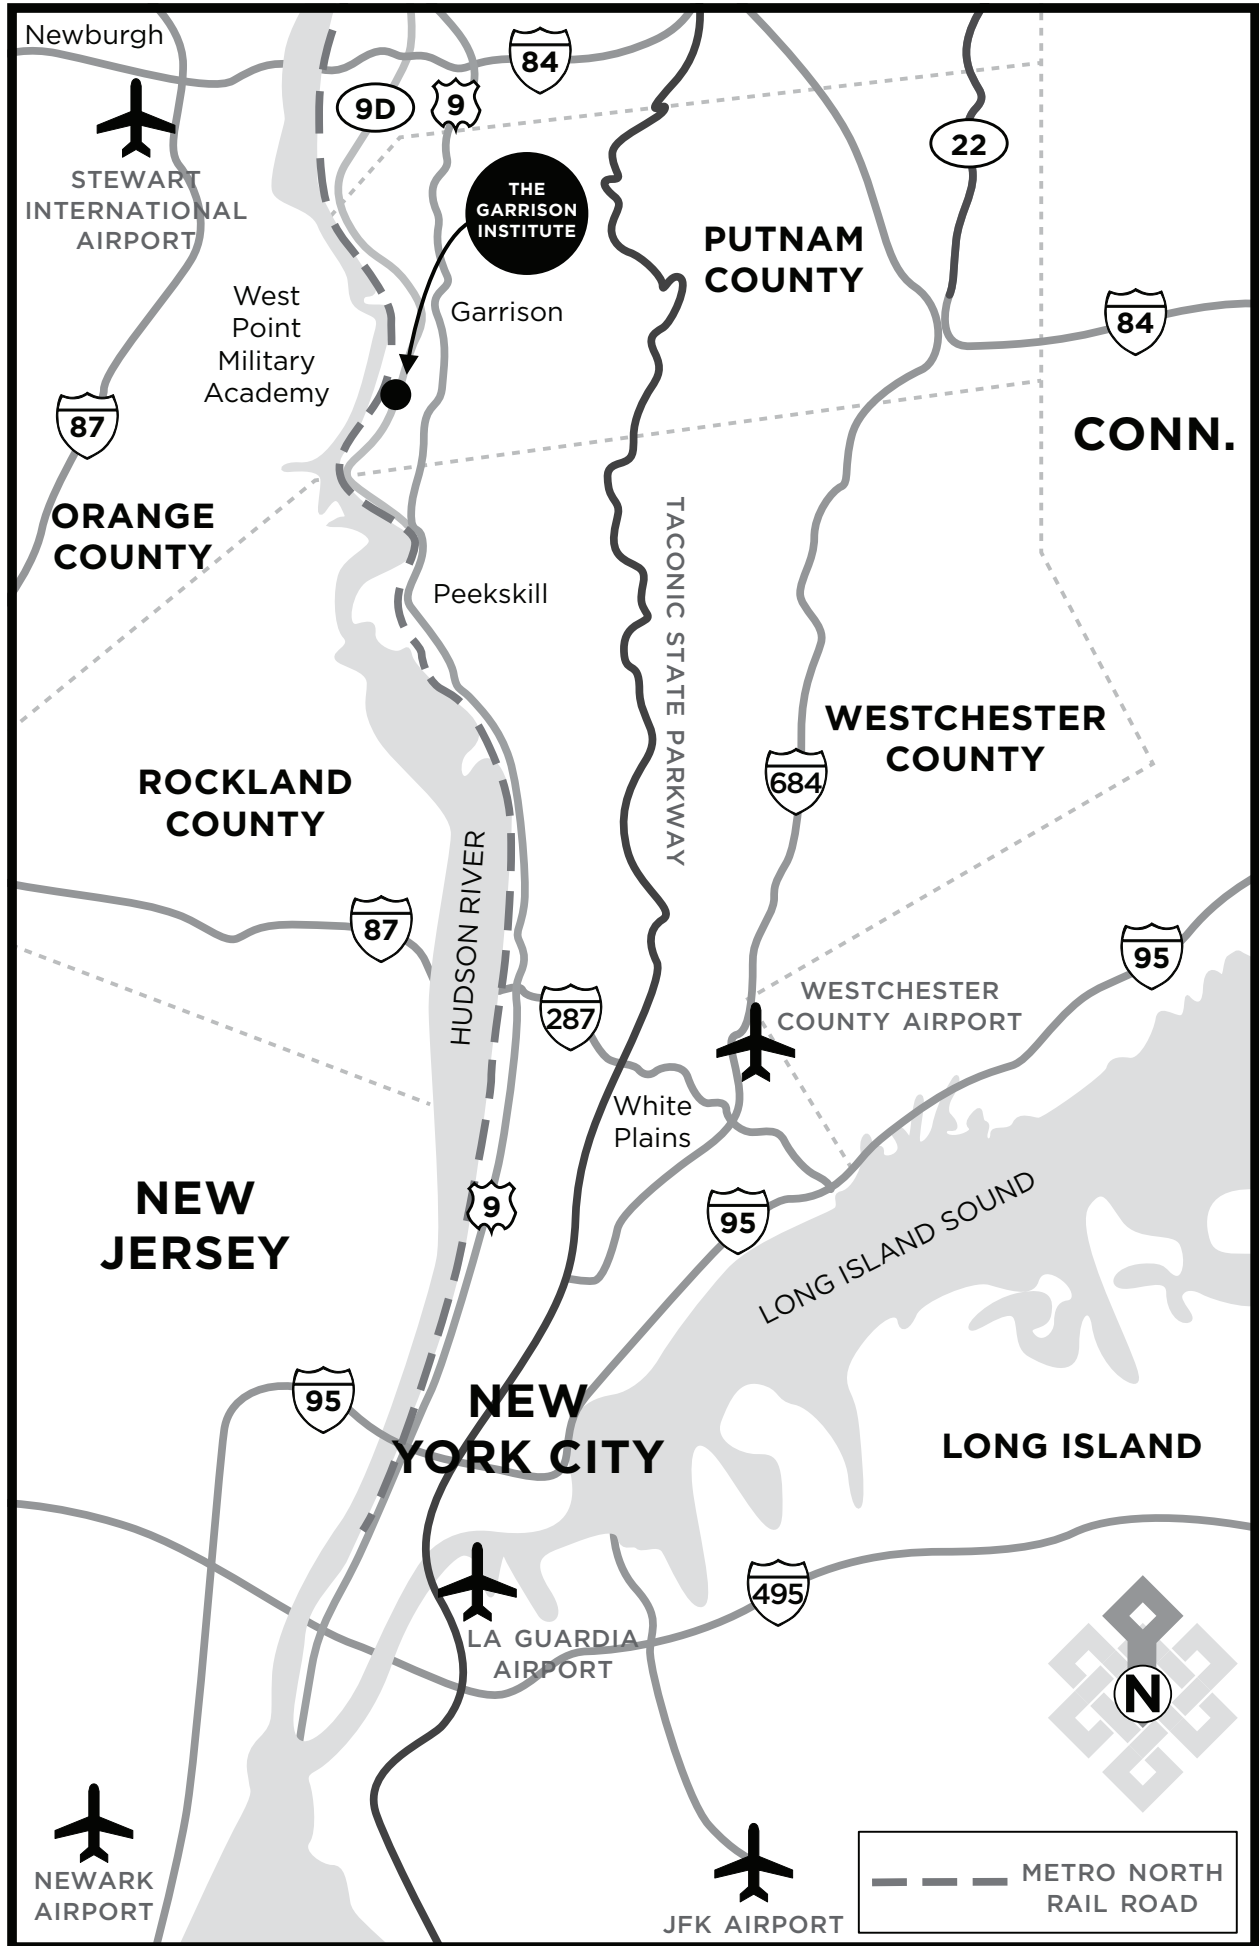 Newburgh
84
9D
9
22
STEWART
INTERNATIONAL
AIRPORT
THE
GARRISON
INSTITUTE
PUTNAM
COUNTY
West
Point
Military
Academy
Garrison
84
87
CONN.
ORANGE
COUNTY
TACONIC STATE PARKWAY
Peekskill
WESTCHESTER
COUNTY
684
ROCKLAND
COUNTY
HUDSON RIVER
87
95
287
WESTCHESTER
COUNTY AIRPORT
White
Plains
NEW
JERSEY
9
95
LONG ISLAND SOUND
95
NEW
YORK CITY
LONG ISLAND
495
LA GUARDIA
AIRPORT
N
NEWARK
AIRPORT
JFK AIRPORT
METRO NORTH
RAIL ROAD